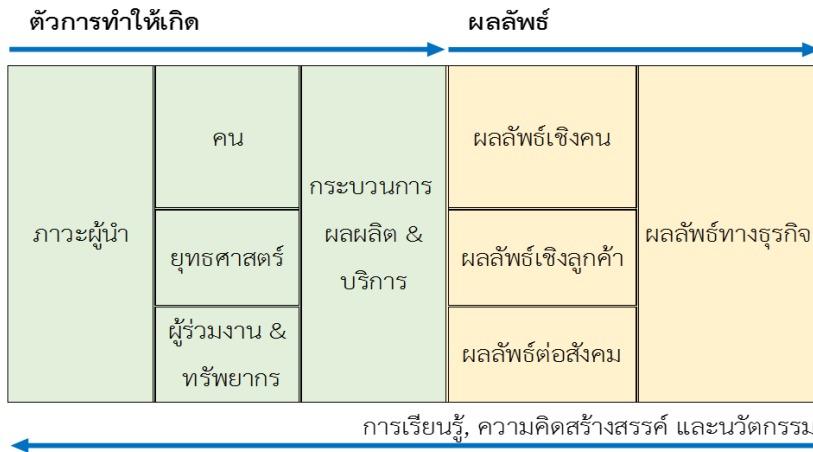 ตัวการทำให้เกิด
ผลลัพธ์
ภาวะผู้นำ
คน
ยุทธศาสตร์
ผู้ร่วมงาน &
ทรัพยากร
กระบวนการ
ผลผลิต &
บริการ
ผลลัพธ์เชิงคน
ผลลัพธ์เชิงลูกค้า
ผลลัพธ์ต่อสังคม
ผลลัพธ์ทางธุรกิจ
การเรียนรู้, ความคิดสร้างสรรค์ และนวัตกรรม